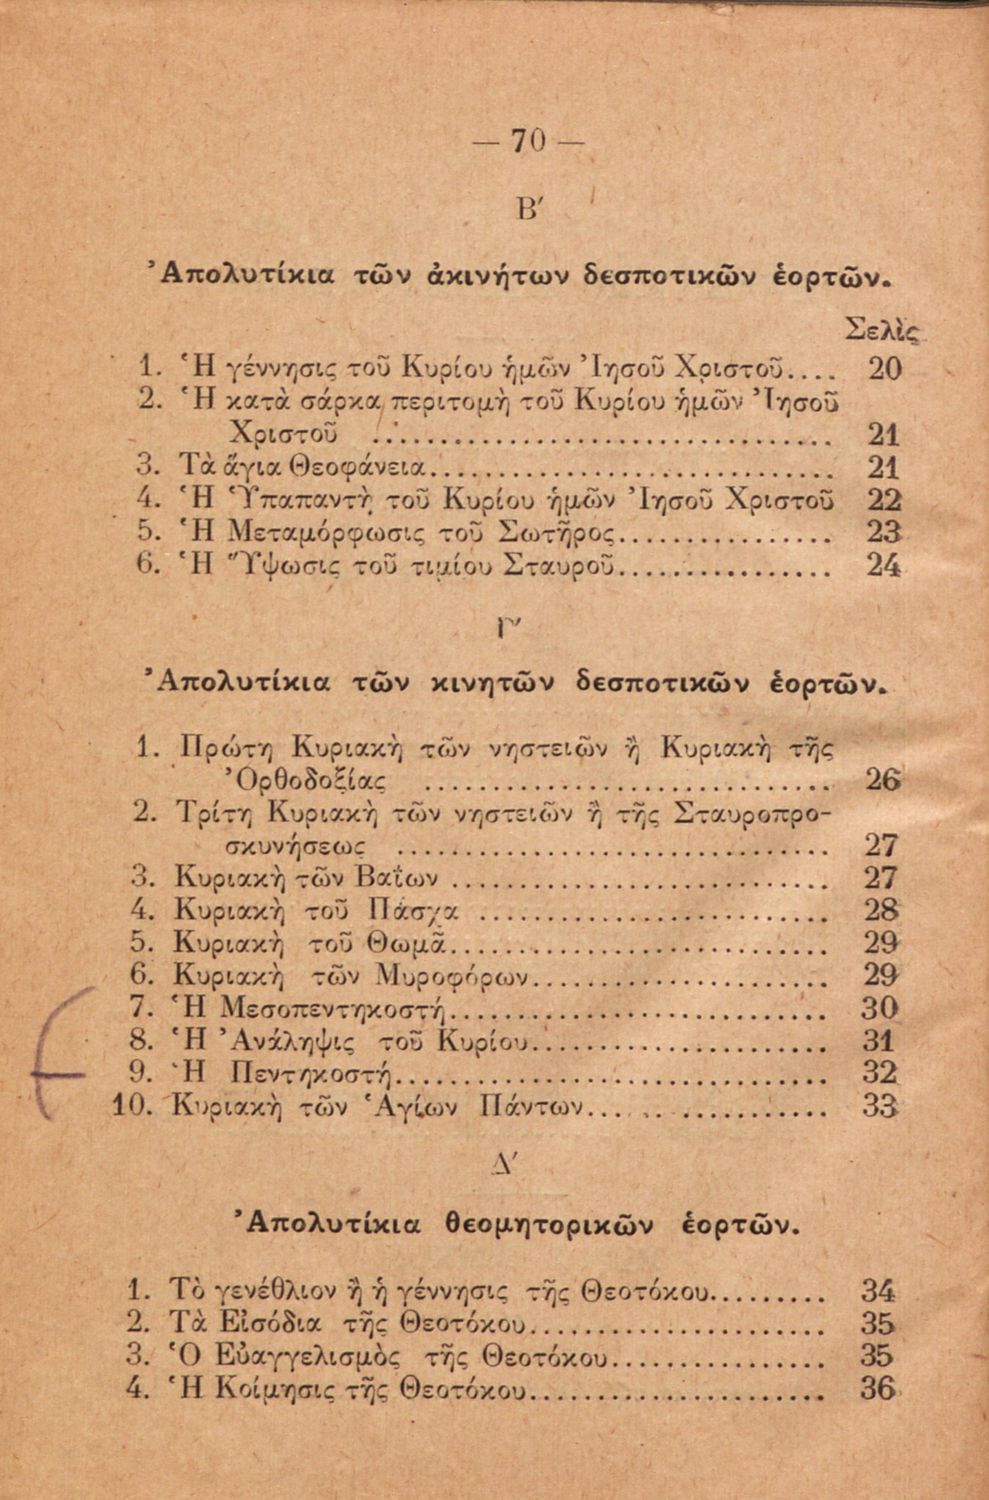 — 70 —
Β′
Ἀπολυτίκια τῶν ἀκινήτων δεσποτικῶν ἑορτῶν.
Σελὶς
1. Ἡ γέννησις τοῦ Κυρίου ἡμῶν Ἰησοῦ Χριστοῦ.... 20
2. Ἡ κατὰ σάρκα περιτομὴ τοῦ Κυρίου ἡμῶν Ἰησοῦ
Χριστοῦ .............................. 21
3. Τὰ ἅγια Θεοφάνεια.............................. 21
4. Ἡ Ὑπαπαντὴ τοῦ Κυρίου ἡμῶν Ἰησοῦ Χριστοῦ 22
5. Ἡ Μεταμόρφωσις τοῦ Σωτῆρος................ 23
6. Ἡ Ὕψωσις τοῦ τιμίου Σταυροῦ................ 24
Γ′
Ἀπολυτίκια τῶν κινητῶν δεσποτικῶν ἑορτῶν.
1. Πρώτη Κυριακὴ τῶν νηστειῶν ἢ Κυριακὴ τῆς
Ὀρθοδοξίας .............................. 26
2. Τρίτη Κυριακὴ τῶν νηστειῶν ἢ τῆς Σταυροπρο-
σκυνήσεως .............................. 27
3. Κυριακὴ τῶν Βαΐων ............................ 27
4. Κυριακὴ τοῦ Πάσχα .......................... 28
5. Κυριακὴ τοῦ Θωμᾶ............................ 29
6. Κυριακὴ τῶν Μυροφόρων...................... 29
7. Ἡ Μεσοπεντηκοστή............................ 30
8. Ἡ Ἀνάληψις τοῦ Κυρίου...................... 31
9. Ἡ Πεντηκοστή................................ 32
10. Κυριακὴ τῶν Ἁγίων Πάντων.................. 33
Δ′
Ἀπολυτίκια θεομητορικῶν ἑορτῶν.
1. Τὸ γενέθλιον ἢ ἡ γέννησις τῆς Θεοτόκου......... 34
2. Τὰ Εἰσόδια τῆς Θεοτόκου...................... 35
3. Ὁ Εὐαγγελισμὸς τῆς Θεοτόκου................ 35
4. Ἡ Κοίμησις τῆς Θεοτόκου...................... 36